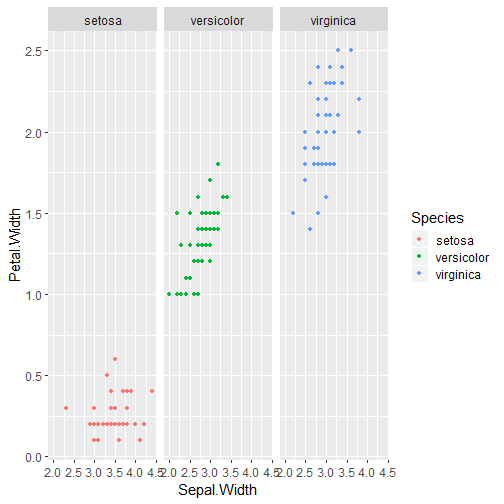 setosa versicolor virginica
2.5
2.0
1.5
1.0
0.5
0.0
Petal.Width
2.0 2.5 3.0 3.5 4.0 4.5 2.0 2.5 3.0 3.5 4.0 4.5 2.0 2.5 3.0 3.5 4.0 4.5
Sepal.Width
Species
setosa
versicolor
virginica